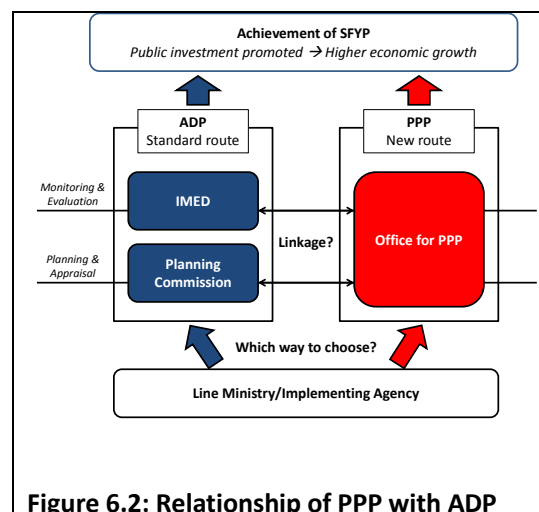 Achievement of SFYP
Public investment promoted → Higher economic growth
ADP
Standard route
PPP
New route
Monitoring &
Evaluation
IMED
Linkage?
Office for PPP
Planning &
Appraisal
Planning
Commission
Which way to choose?
Line Ministry/Implementing Agency
Figure 6.2: Relationship of PPP with ADP